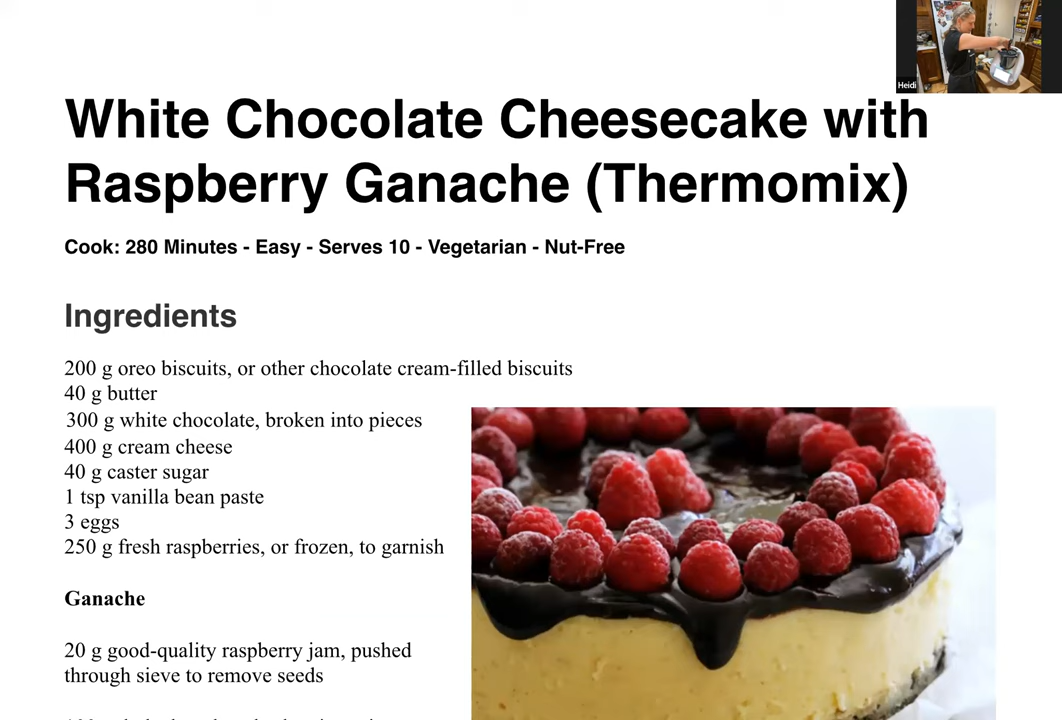 Heidi
White Chocolate Cheesecake with
Raspberry Ganache (Thermomix)
Cook: 280 Minutes - Easy - Serves 10 - Vegetarian - Nut-Free
Ingredients
200 g oreo biscuits, or other chocolate cream-filled biscuits
40 g butter
300 g white chocolate, broken into pieces
400 g cream cheese
40 g caster sugar
1 tsp vanilla bean paste
3 eggs
250 g fresh raspberries, or frozen, to garnish
Ganache
20 g good-quality raspberry jam, pushed
through sieve to remove seeds